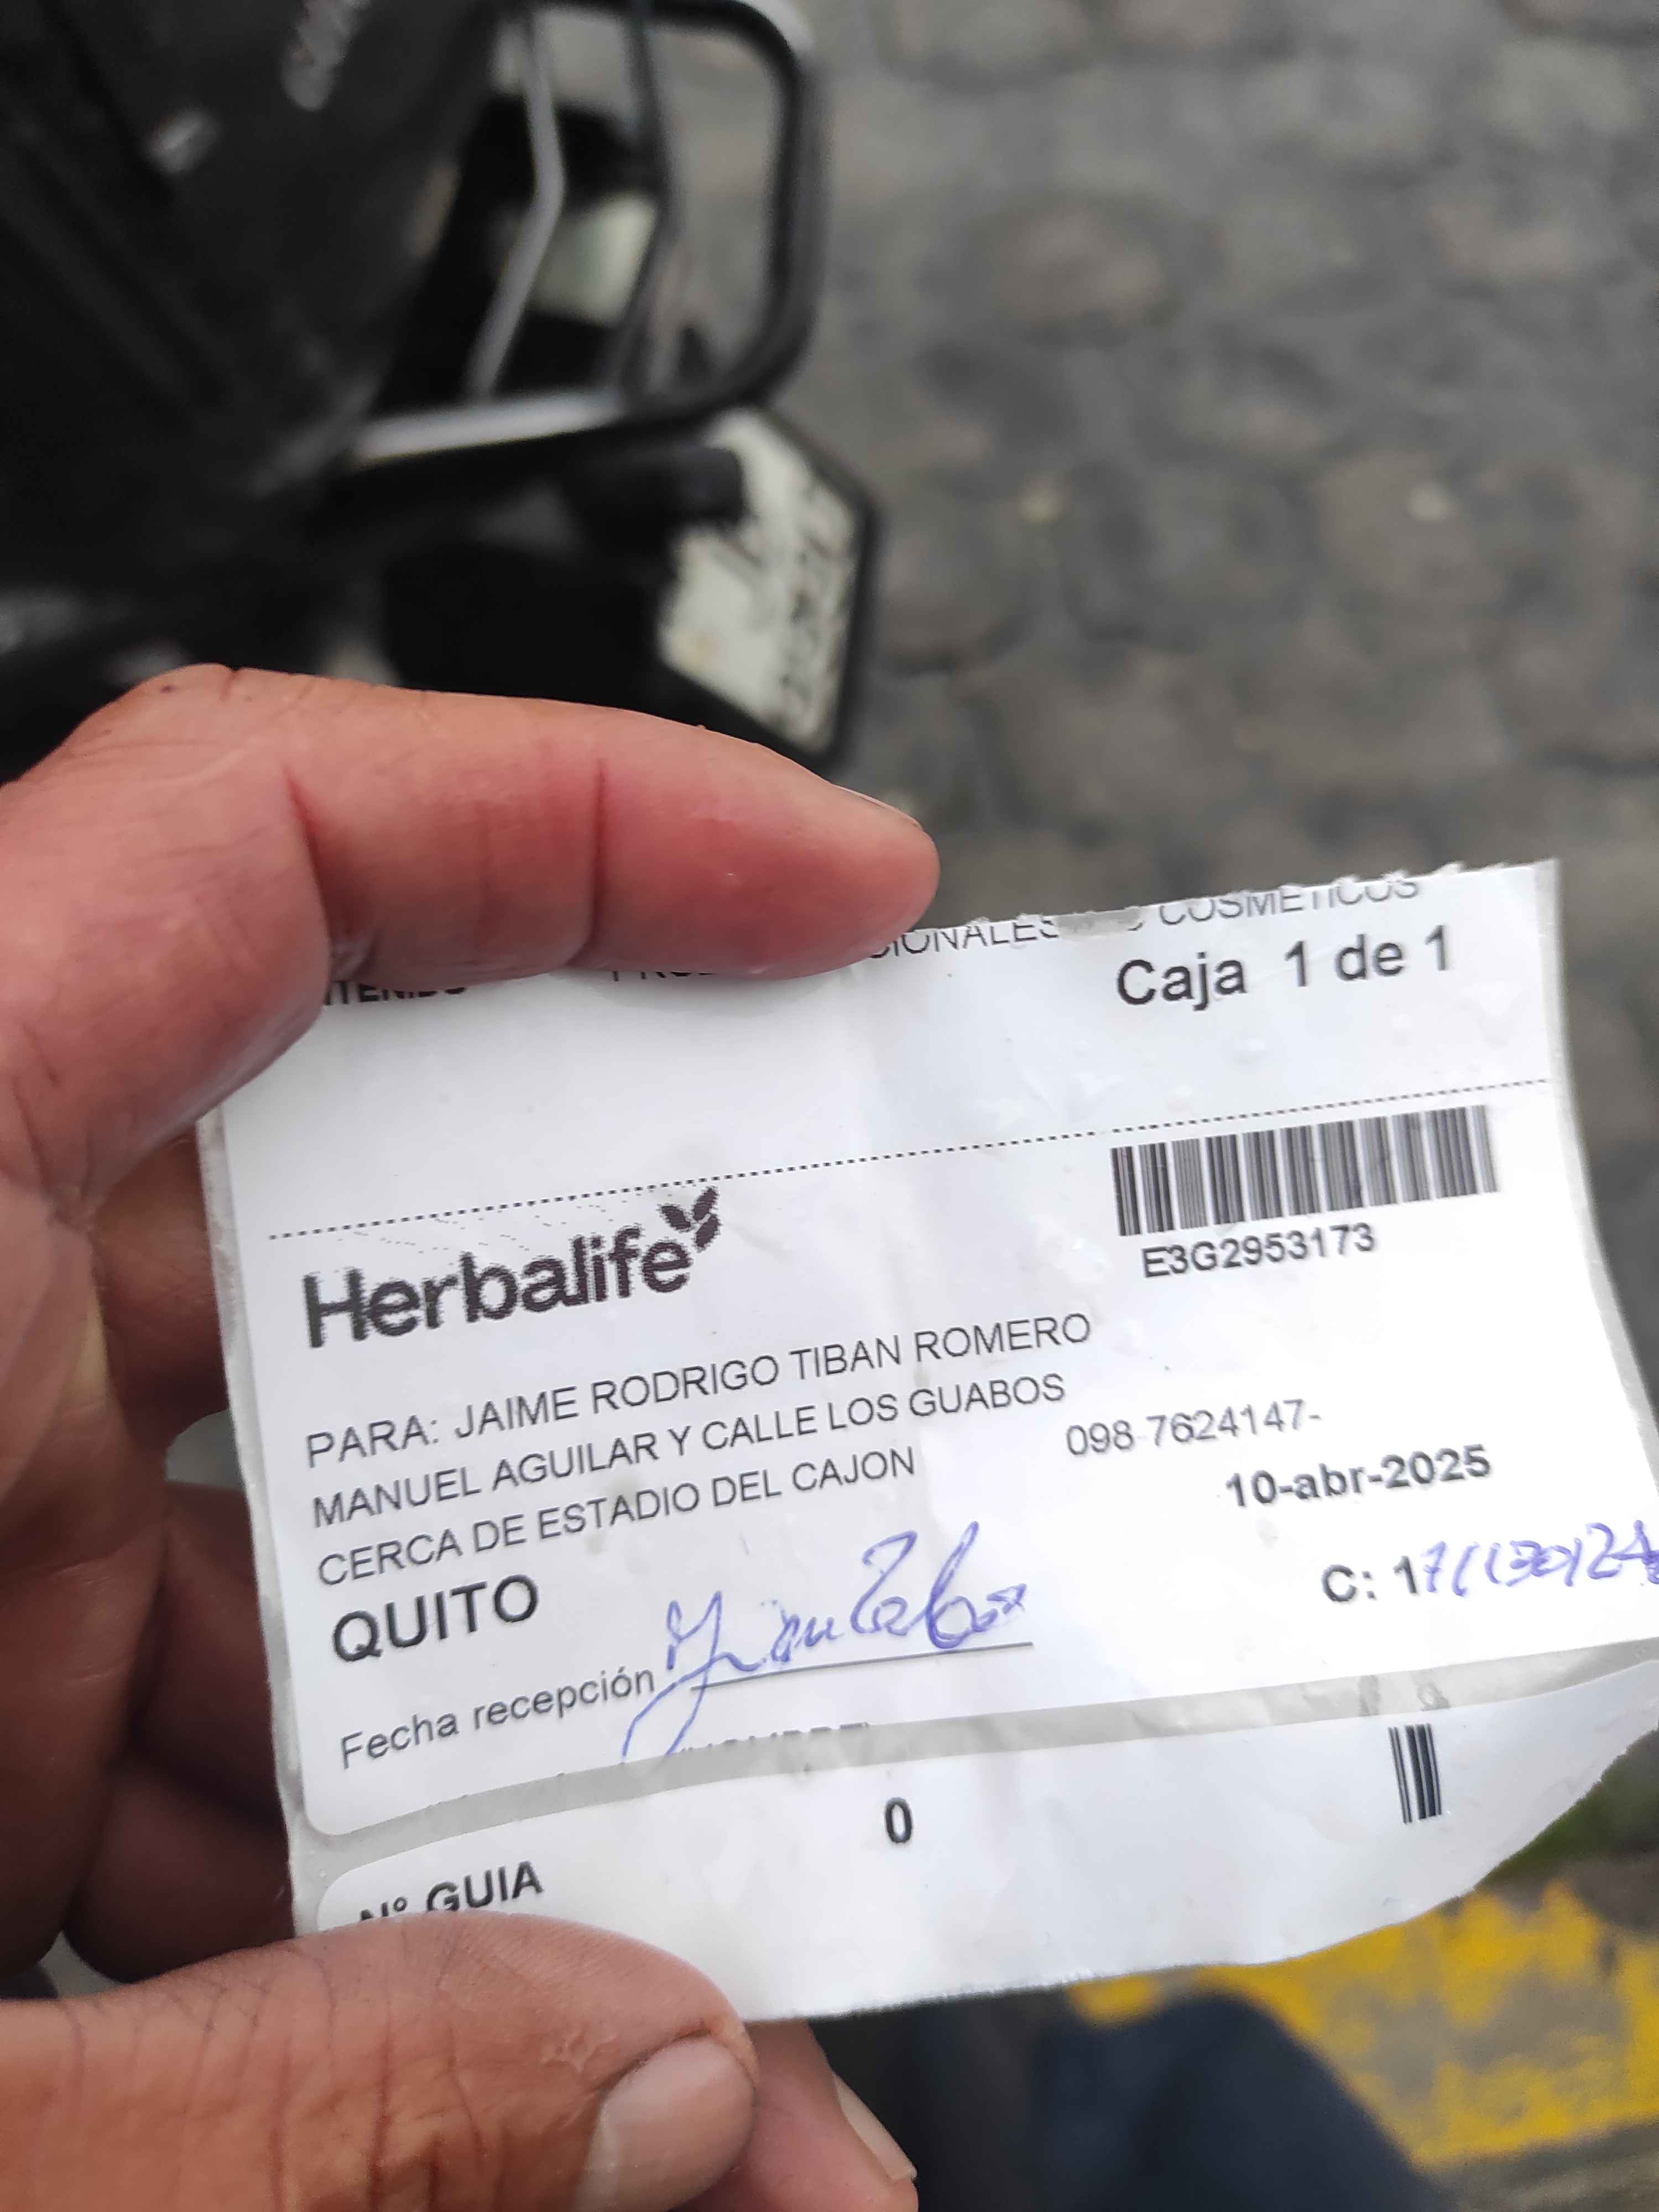 COSMETICOS
Caja 1 de 1
Herbalife
E3G2953173
PARA: JAIME RODRIGO TIBAN ROMERO
MANUEL AGUILAR Y CALLE LOS GUABOS
098 7624147-
CERCA DE ESTADIO DEL CAJON
10-abr-2025
QUITO
C: 17
Fecha recepción
0
Nº GUIA